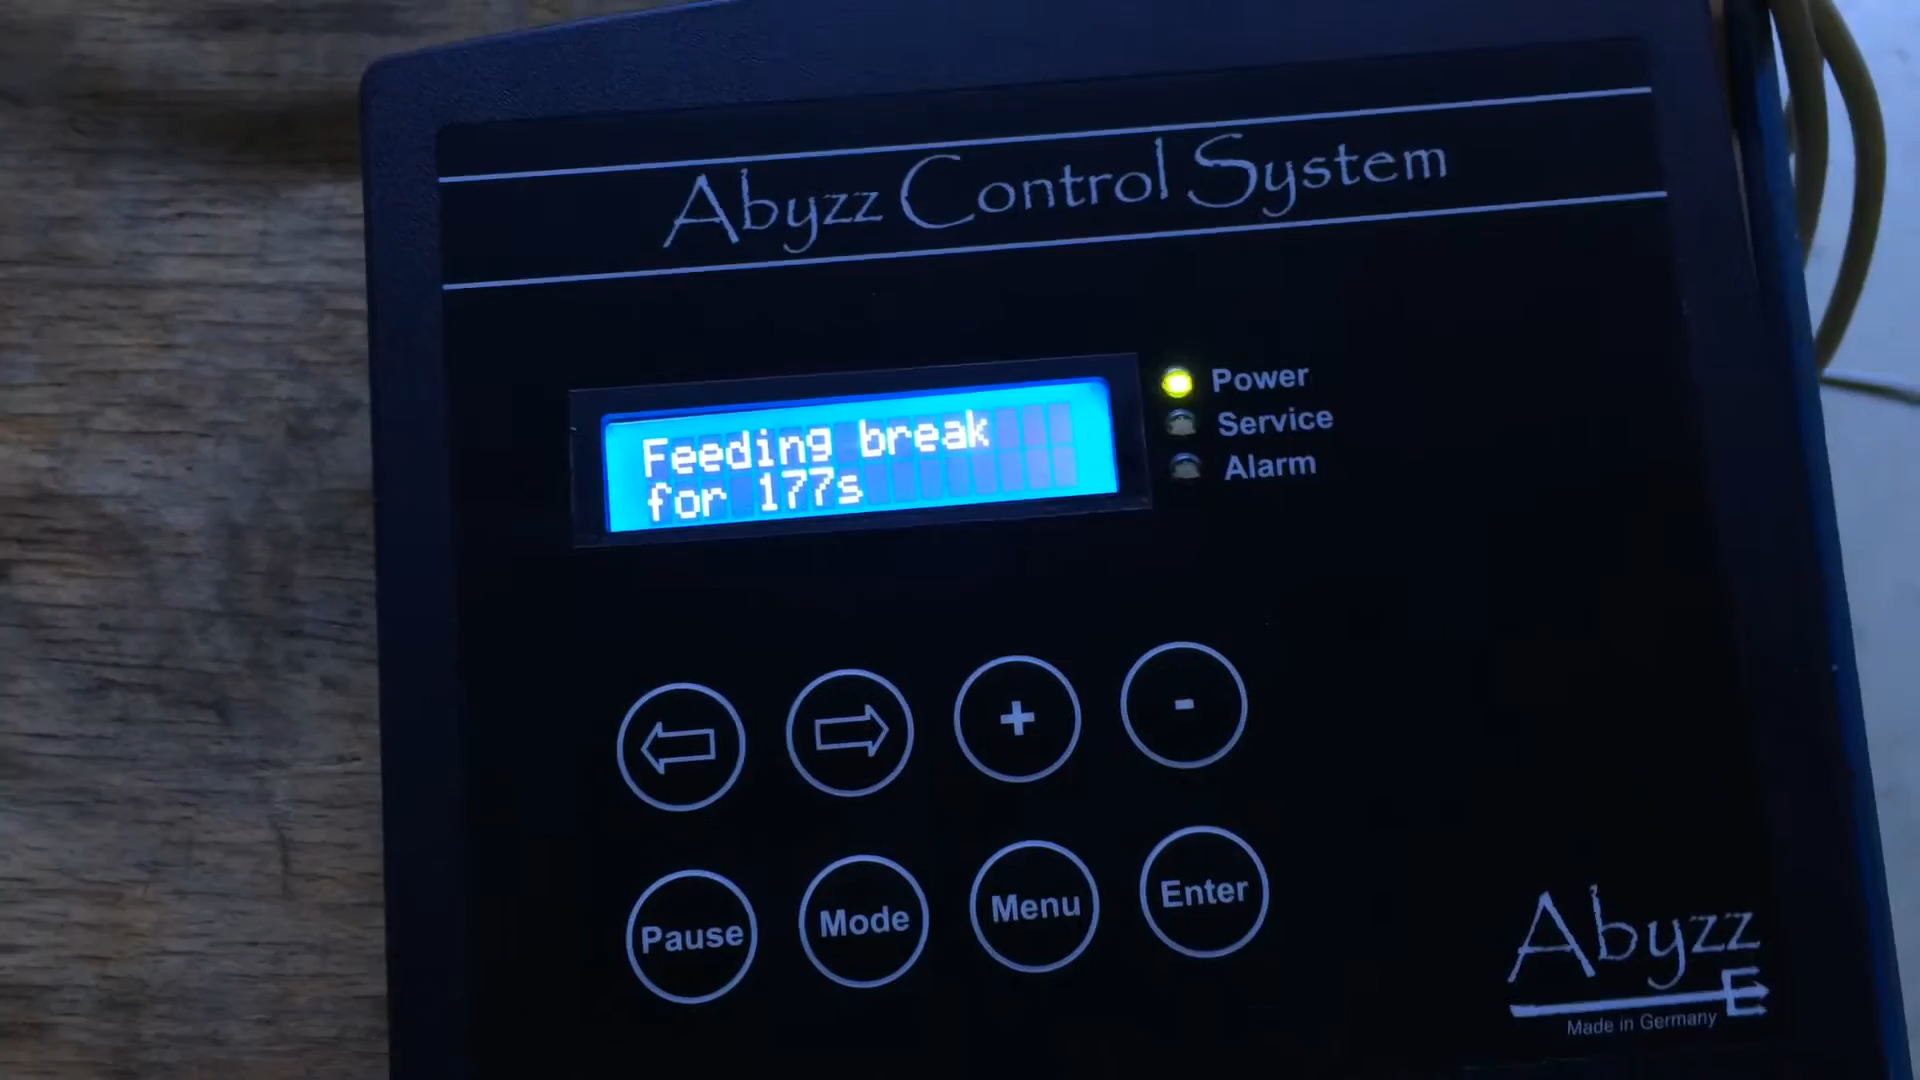 Abyzz Control System
Feeding break
for 177s
Power
Service
Alarm
+
-
Pause
Mode
Menu
Enter
Abyzz
E
Made in Germany